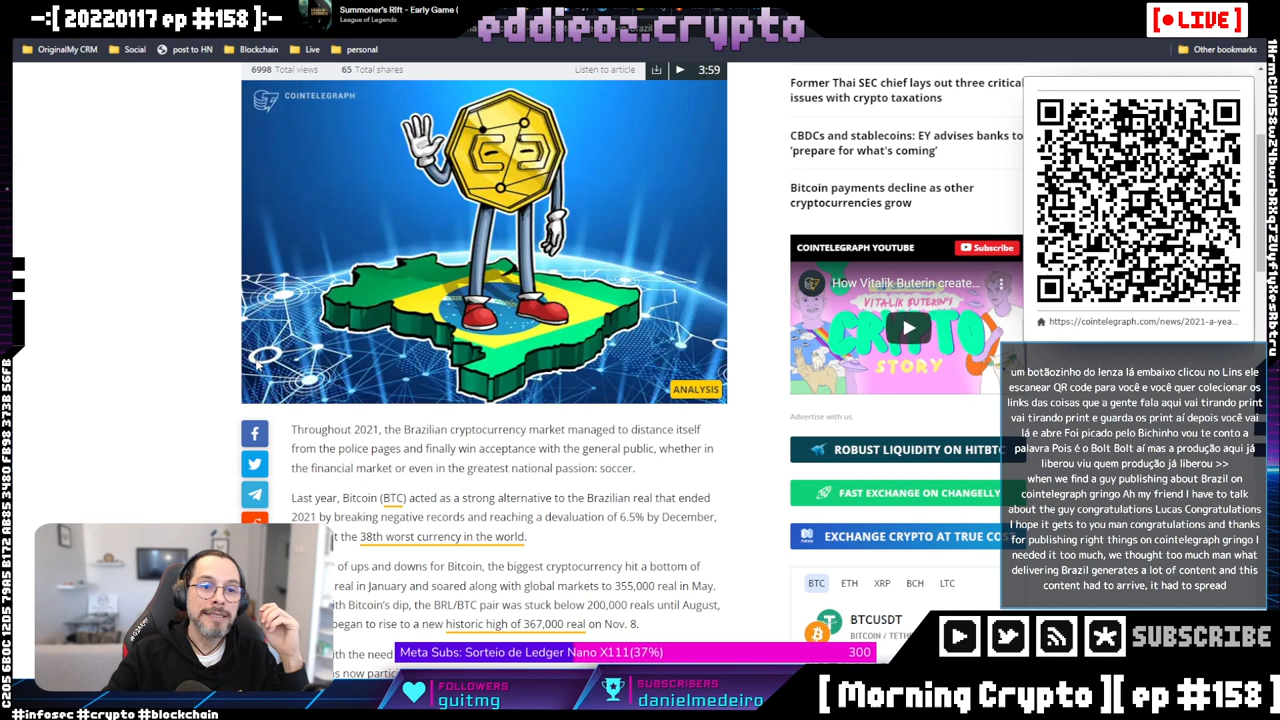 -:[ 20220117 ep #158 ]:-
Summoner's Rift - Early Game (
League of Legends
eddieoz.crypto
[ • LIVE ]
OriginalMy CRM
Social
post to HN
Blockchain
Live
personal
Other bookmarks
6998 Total views
65 Total shares
Listen to article
3:59
COINTELEGRAPH
ANALYSIS
Throughout 2021, the Brazilian cryptocurrency market managed to distance itself
from the police pages and finally win acceptance with the general public, whether in
the financial market or even in the greatest national passion: soccer.
Last year, Bitcoin (BTC) acted as a strong alternative to the Brazilian real that ended
2021 by breaking negative records and reaching a devaluation of 6.5% by December,
the 38th worst currency in the world.
of ups and downs for Bitcoin, the biggest cryptocurrency hit a bottom of
real in January and soared along with global markets to 355,000 real in May.
th Bitcoin's dip, the BRL/BTC pair was stuck below 200,000 reals until August,
egan to rise to a new historic high of 367,000 real on Nov. 8.
ith the need
Former Thai SEC chief lays out three critical
issues with crypto taxations
CBDCs and stablecoins: EY advises banks to
'prepare for what's coming'
Bitcoin payments decline as other
cryptocurrencies grow
COINTELEGRAPH YOUTUBE
Subscribe
How Vitalik Buterin create...
VITALIK BUTERIN'S
CRYPTO
STORY
Advertise with us
ROBUST LIQUIDITY ON HITBTC
FAST EXCHANGE ON CHANGELLY
EXCHANGE CRYPTO AT TRUE CO
BTC
ETH
XRP
BCH
LTC
BTCUSDT
BITCOIN / TETHE
https://cointelegraph.com/news/2021-a-yea...
um botãozinho do lenza lá embaixo clicou no Lins ele
escanear QR code para você e você quer colecionar os
links das coisas que a gente fala aqui vai tirando print
vai tirando print e guarda os print aí depois você vai
lá e abre Foi picado pelo Bichinho vou te conto a
palavra Pois é o Bolt Bolt aí mas a produção aqui já
liberou viu quem produção já liberou >>
when we find a guy publishing about Brazil on
cointelegraph gringo Ah my friend I have to talk
about the guy congratulations Lucas Congratulations
I hope it gets to you man congratulations and thanks
for publishing right things on cointelegraph gringo I
needed it too much, we thought too much man what
delivering Brazil generates a lot of content and this
content had to arrive, it had to spread
Meta Subs: Sorteio de Ledger Nano X111(37%)
300
FOLLOWERS
guitmg
SUBSCRIBERS
danielmedeiro
SUBSCRIBE
[ Morning Crypto ][ ep #158 ]
#infosec #crypto #blockchain